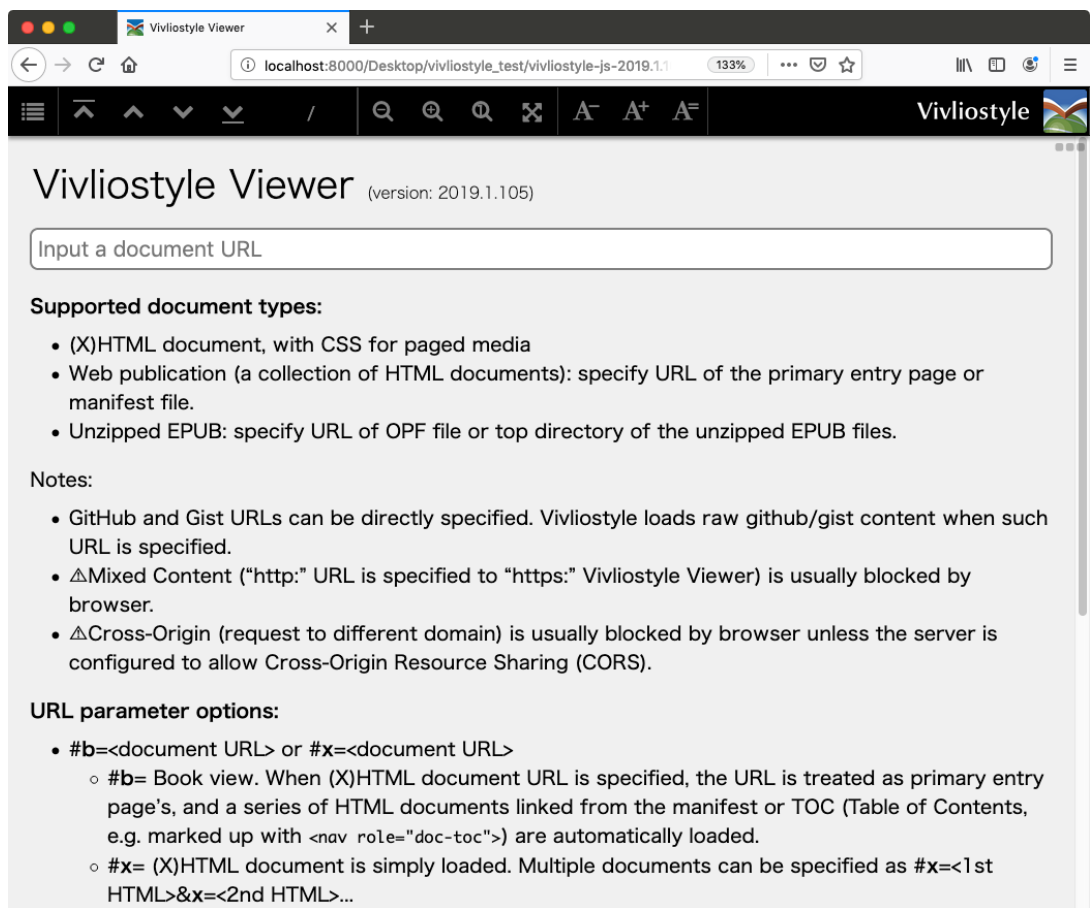 Vivliostyle Viewer
localhost:8000/Desktop/vivliostyle_test/vivliostyle-js-2019.1.1
133%
/
A− A+ A=
Vivliostyle
Vivliostyle Viewer (version: 2019.1.105)
Input a document URL
Supported document types:
• (X)HTML document, with CSS for paged media
• Web publication (a collection of HTML documents): specify URL of the primary entry page or
manifest file.
• Unzipped EPUB: specify URL of OPF file or top directory of the unzipped EPUB files.
Notes:
• GitHub and Gist URLs can be directly specified. Vivliostyle loads raw github/gist content when such
URL is specified.
• ⚠Mixed Content (“http:” URL is specified to “https:” Vivliostyle Viewer) is usually blocked by
browser.
• ⚠Cross-Origin (request to different domain) is usually blocked by browser unless the server is
configured to allow Cross-Origin Resource Sharing (CORS).
URL parameter options:
• #b=<document URL> or #x=<document URL>
◦ #b= Book view. When (X)HTML document URL is specified, the URL is treated as primary entry
page's, and a series of HTML documents linked from the manifest or TOC (Table of Contents,
e.g. marked up with <nav role="doc-toc">) are automatically loaded.
◦ #x= (X)HTML document is simply loaded. Multiple documents can be specified as #x=<1st
HTML>&x=<2nd HTML>...